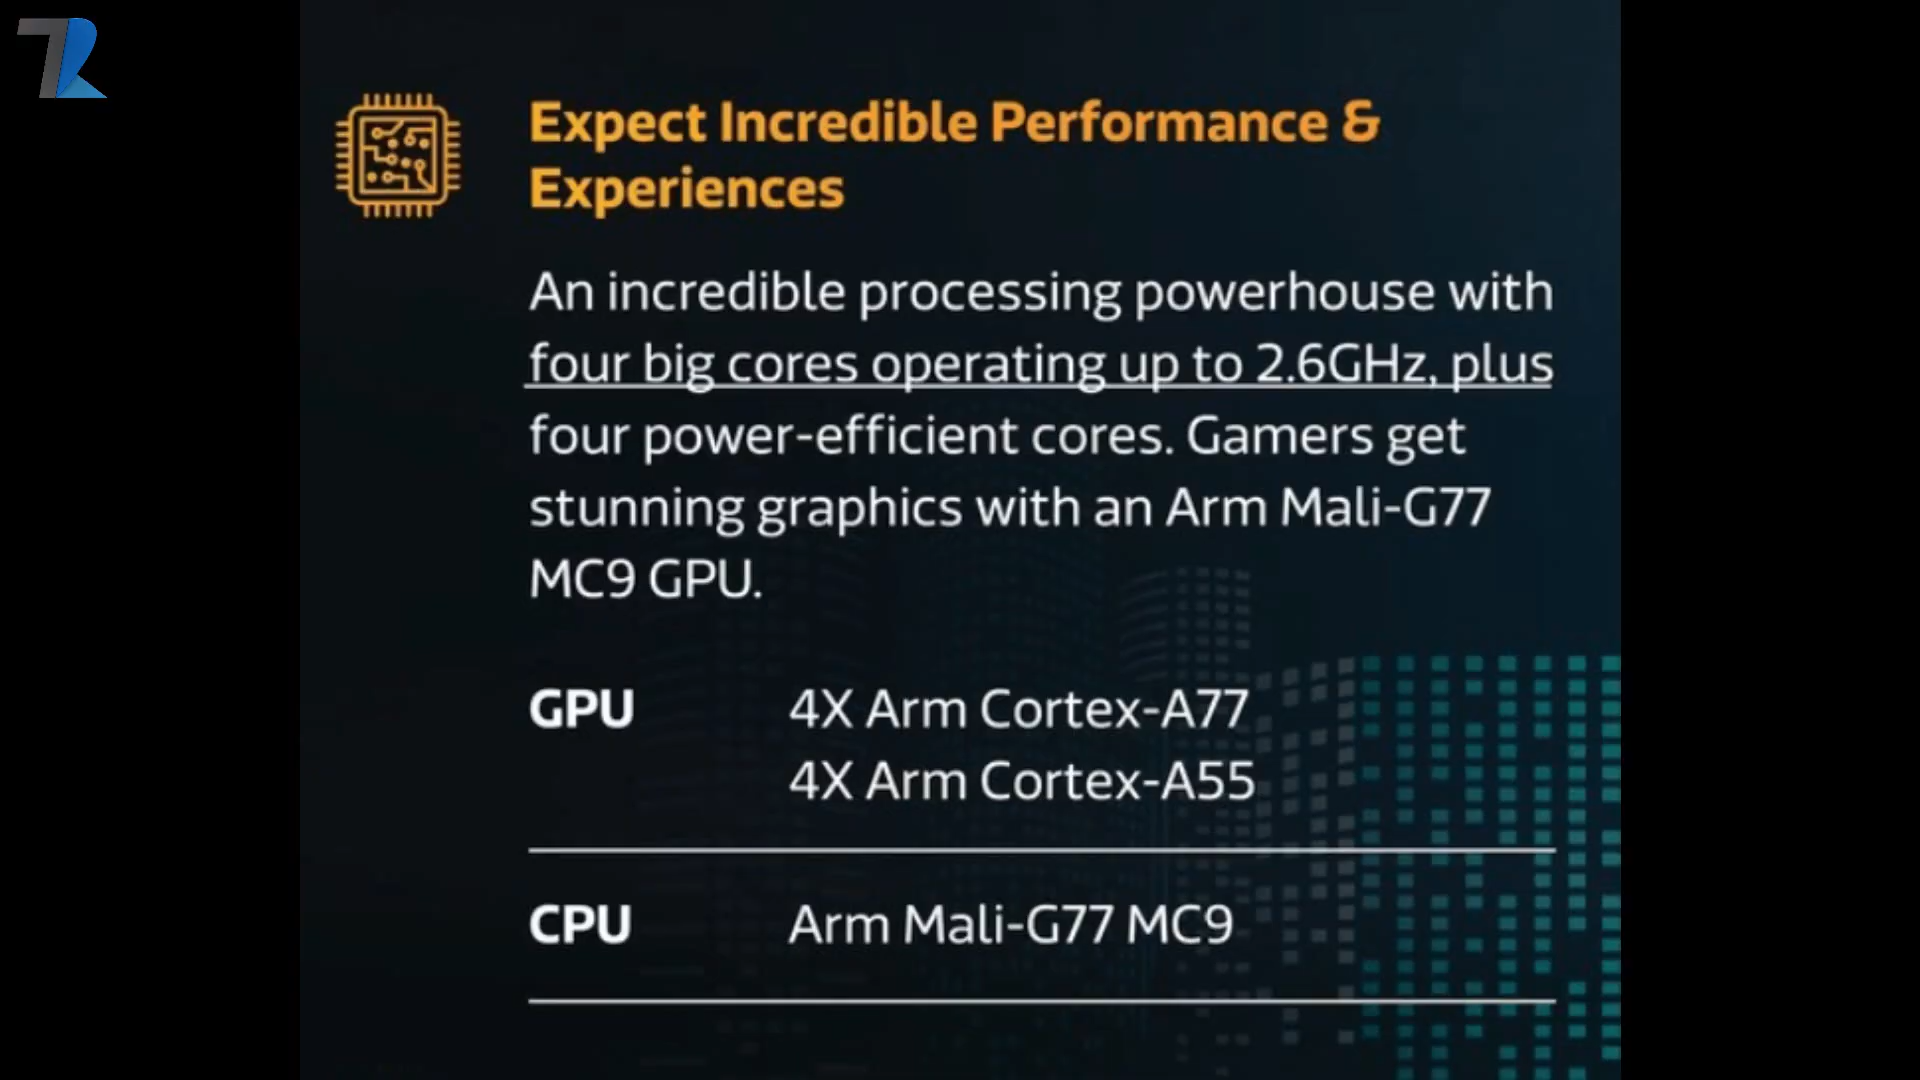 Expect Incredible Performance &
Experiences
An incredible processing powerhouse with
four big cores operating up to 2.6GHz, plus
four power-efficient cores. Gamers get
stunning graphics with an Arm Mali-G77
MC9 GPU.
GPU 4X Arm Cortex-A77
4X Arm Cortex-A55
CPU Arm Mali-G77 MC9